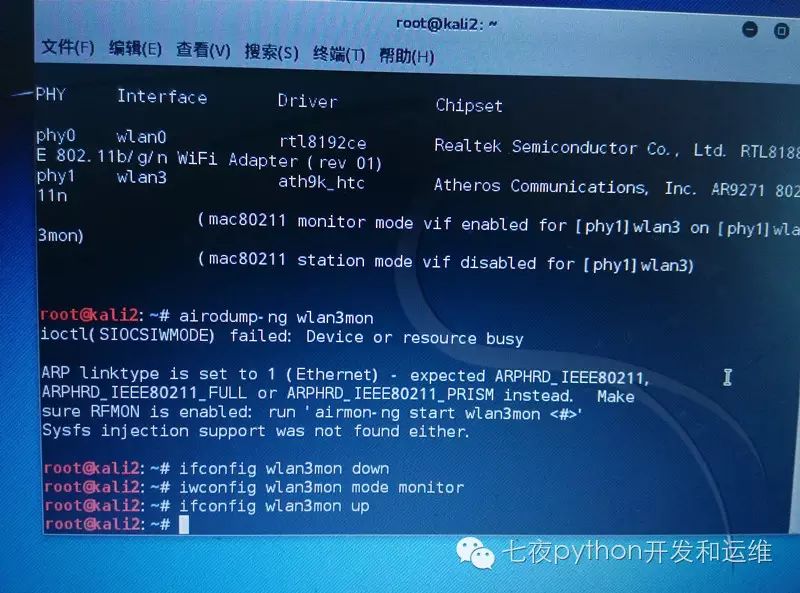 root@kali2: ~
文件(F) 编辑(E) 查看(V) 搜索(S) 终端(T) 帮助(H)
PHY Interface Driver Chipset
phy0 wlan0 rtl8192ce Realtek Semiconductor Co., Ltd. RTL8188
E 802.11b/g/n WiFi Adapter (rev 01)
phy1 wlan3 ath9k_htc Atheros Communications, Inc. AR9271 802
11n
(mac80211 monitor mode vif enabled for [phy1]wlan3 on [phy1]wla
3mon)
(mac80211 station mode vif disabled for [phy1]wlan3)
root@kali2:~# airodump-ng wlan3mon
ioctl(SIOCSIWMODE) failed: Device or resource busy
ARP linktype is set to 1 (Ethernet) - expected ARPHRD_IEEE80211,
ARPHRD_IEEE80211_FULL or ARPHRD_IEEE80211_PRISM instead. Make
sure RFMON is enabled: run 'airmon-ng start wlan3mon <#>'
Sysfs injection support was not found either.
root@kali2:~# ifconfig wlan3mon down
root@kali2:~# iwconfig wlan3mon mode monitor
root@kali2:~# ifconfig wlan3mon up
root@kali2:~#
七夜python开发和运维